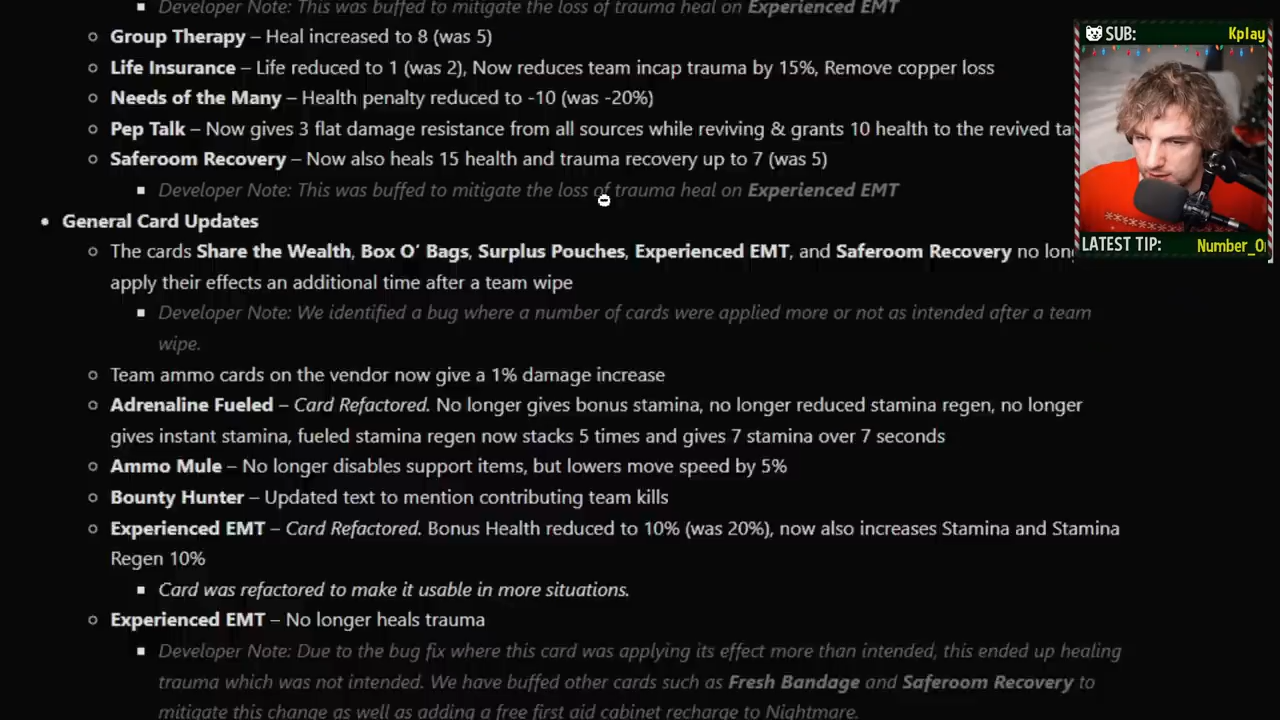 Developer Note: This was buffed to mitigate the loss of trauma heal on Experienced EMT
Group Therapy – Heal increased to 8 (was 5)
Life Insurance – Life reduced to 1 (was 2), Now reduces team incap trauma by 15%, Remove copper loss
Needs of the Many – Health penalty reduced to -10 (was -20%)
Pep Talk – Now gives 3 flat damage resistance from all sources while reviving & grants 10 health to the revived
Saferoom Recovery – Now also heals 15 health and trauma recovery up to 7 (was 5)
Developer Note: This was buffed to mitigate the loss of trauma heal on Experienced EMT
General Card Updates
The cards Share the Wealth, Box O' Bags, Surplus Pouches, Experienced EMT, and Saferoom Recovery no
apply their effects an additional time after a team wipe
Developer Note: We identified a bug where a number of cards were applied more or not as intended after a team
wipe.
Team ammo cards on the vendor now give a 1% damage increase
Adrenaline Fueled – Card Refactored. No longer gives bonus stamina, no longer reduced stamina regen, no longer
gives instant stamina, fueled stamina regen now stacks 5 times and gives 7 stamina over 7 seconds
Ammo Mule – No longer disables support items, but lowers move speed by 5%
Bounty Hunter – Updated text to mention contributing team kills
Experienced EMT – Card Refactored. Bonus Health reduced to 10% (was 20%), now also increases Stamina and Stamina
Regen 10%
Card was refactored to make it usable in more situations.
Experienced EMT – No longer heals trauma
Developer Note: Due to the bug fix where this card was applying its effect more than intended, this ended up healing
trauma which was not intended. We have buffed other cards such as Fresh Bandage and Saferoom Recovery to
mitigate this change as well as adding a free first aid cabinet recharge to Nightmare.
SUB: Kplay
LATEST TIP: